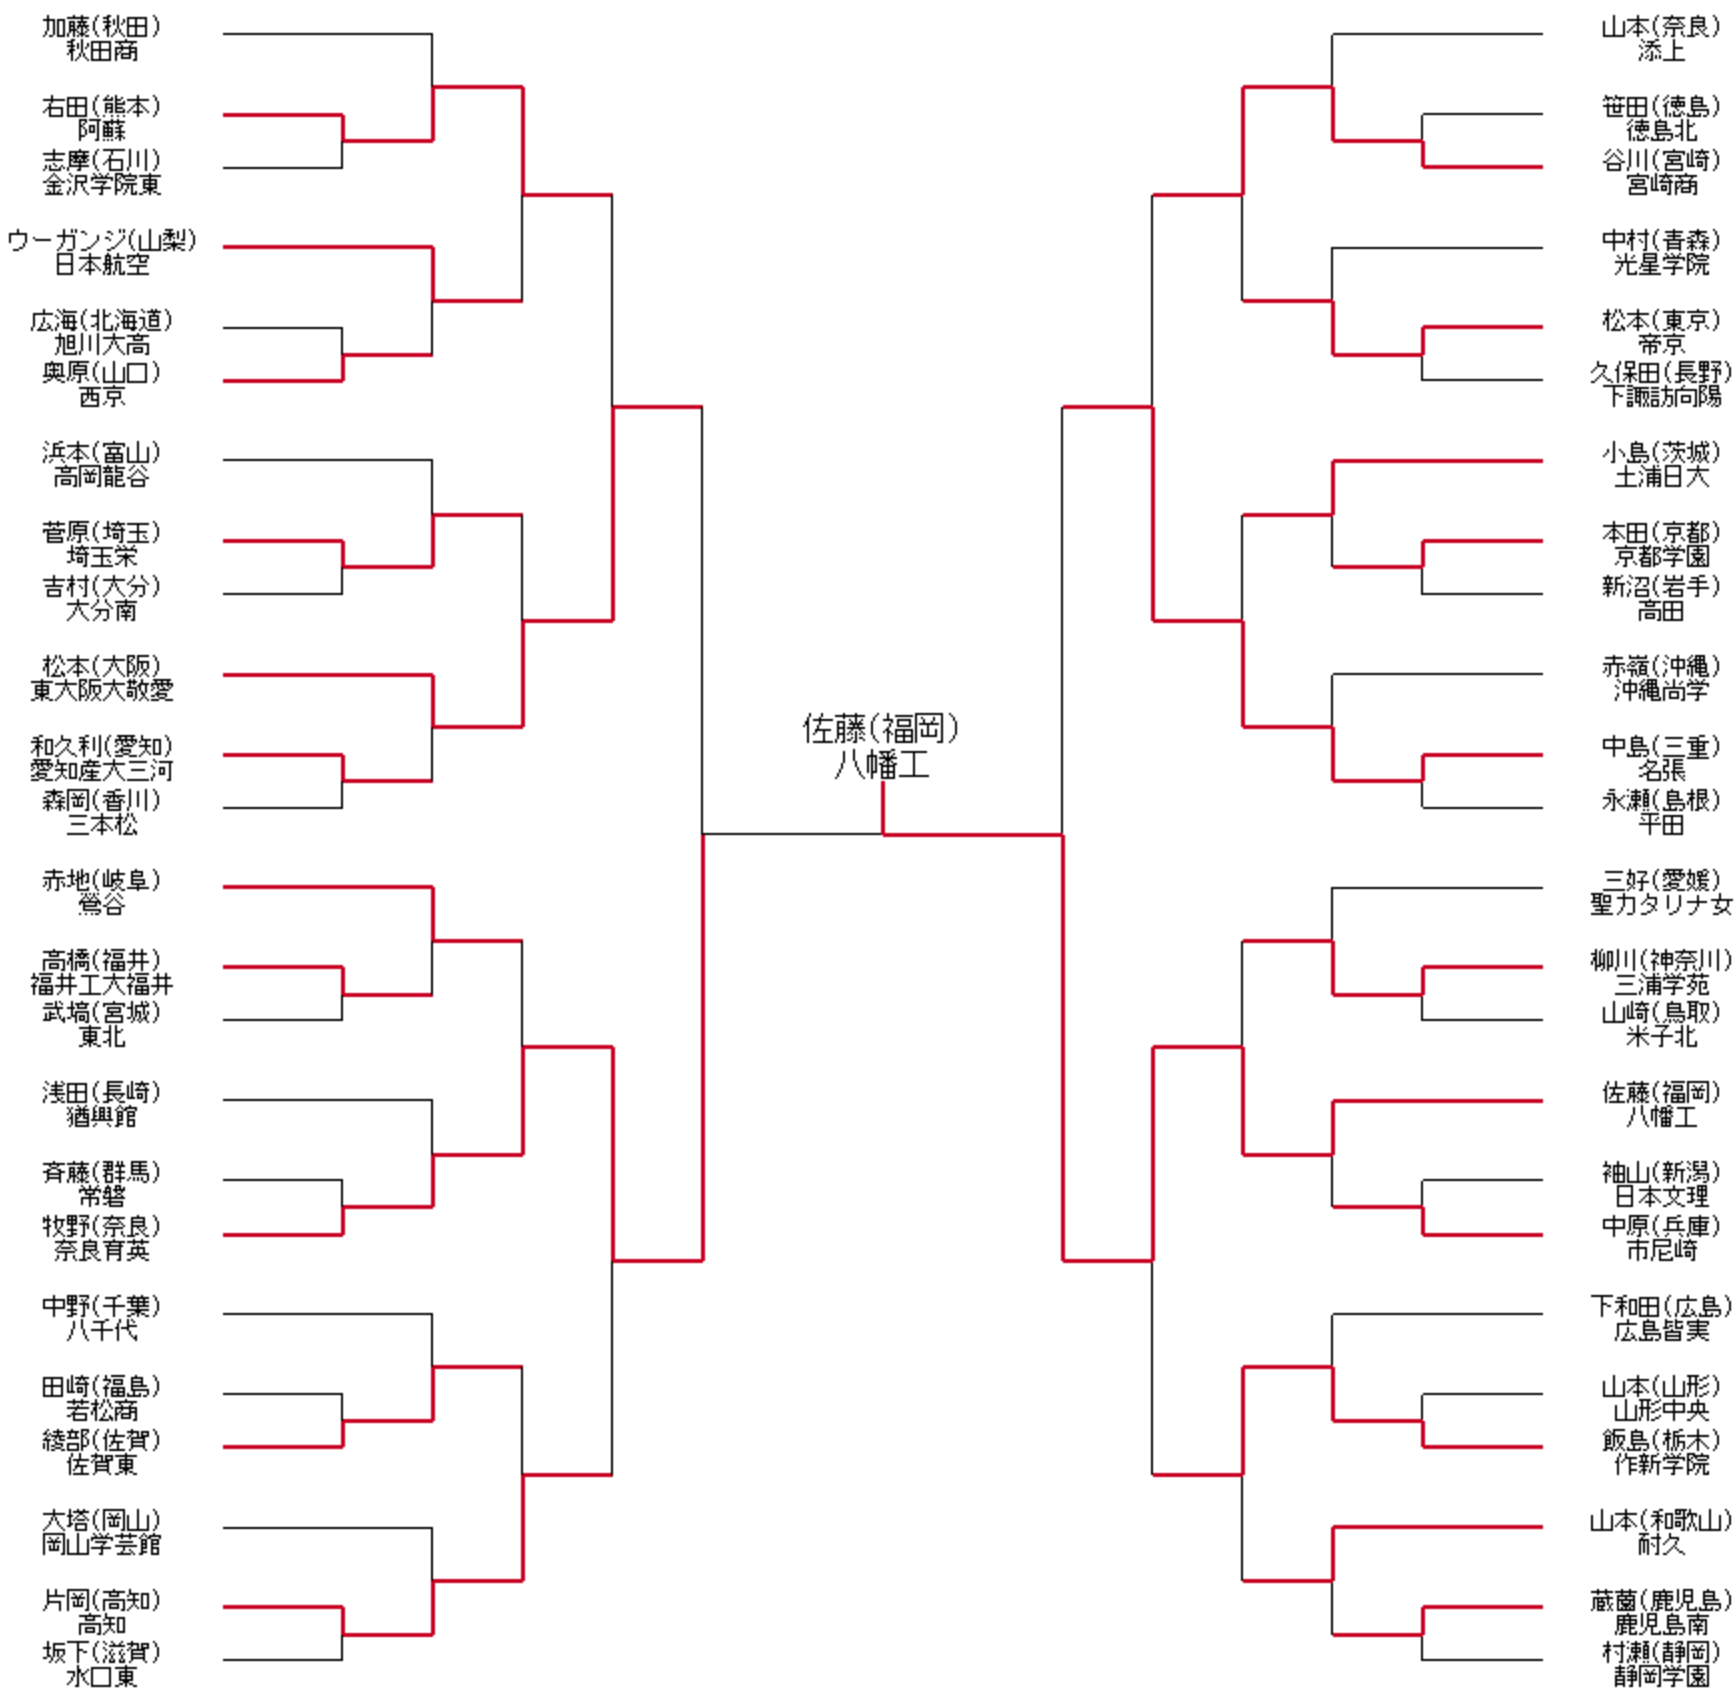 加藤(秋田)
秋田商
右田(熊本)
阿蘇
志摩(石川)
金沢学院東
ウーガンジ(山梨)
日本航空
広海(北海道)
旭川大高
奥原(山口)
西京
浜本(富山)
高岡龍谷
菅原(埼玉)
埼玉栄
吉村(大分)
大分南
松本(大阪)
東大阪大敬愛
和久利(愛知)
愛知産大三河
森岡(香川)
三本松
赤地(岐阜)
鶯谷
高橋(福井)
福井工大福井
武塙(宮城)
東北
浅田(長崎)
猶興館
斉藤(群馬)
常磐
牧野(奈良)
奈良育英
中野(千葉)
八千代
田崎(福島)
若松商
綾部(佐賀)
佐賀東
大塔(岡山)
岡山学芸館
片岡(高知)
高知
坂下(滋賀)
水口東
佐藤(福岡)
八幡工
山本(奈良)
添上
笹田(徳島)
徳島北
谷川(宮崎)
宮崎商
中村(青森)
光星学院
松本(東京)
帝京
久保田(長野)
下諏訪向陽
小島(茨城)
土浦日大
本田(京都)
京都学園
新沼(岩手)
高田
赤嶺(沖縄)
沖縄尚学
中島(三重)
名張
永瀬(島根)
平田
三好(愛媛)
聖カタリナ女
柳川(神奈川)
三浦学苑
山崎(鳥取)
米子北
佐藤(福岡)
八幡工
袖山(新潟)
日本文理
中原(兵庫)
市尼崎
下和田(広島)
広島皆実
山本(山形)
山形中央
飯島(栃木)
作新学院
山本(和歌山)
耐久
蔵薗(鹿児島)
鹿児島南
村瀬(静岡)
静岡学園